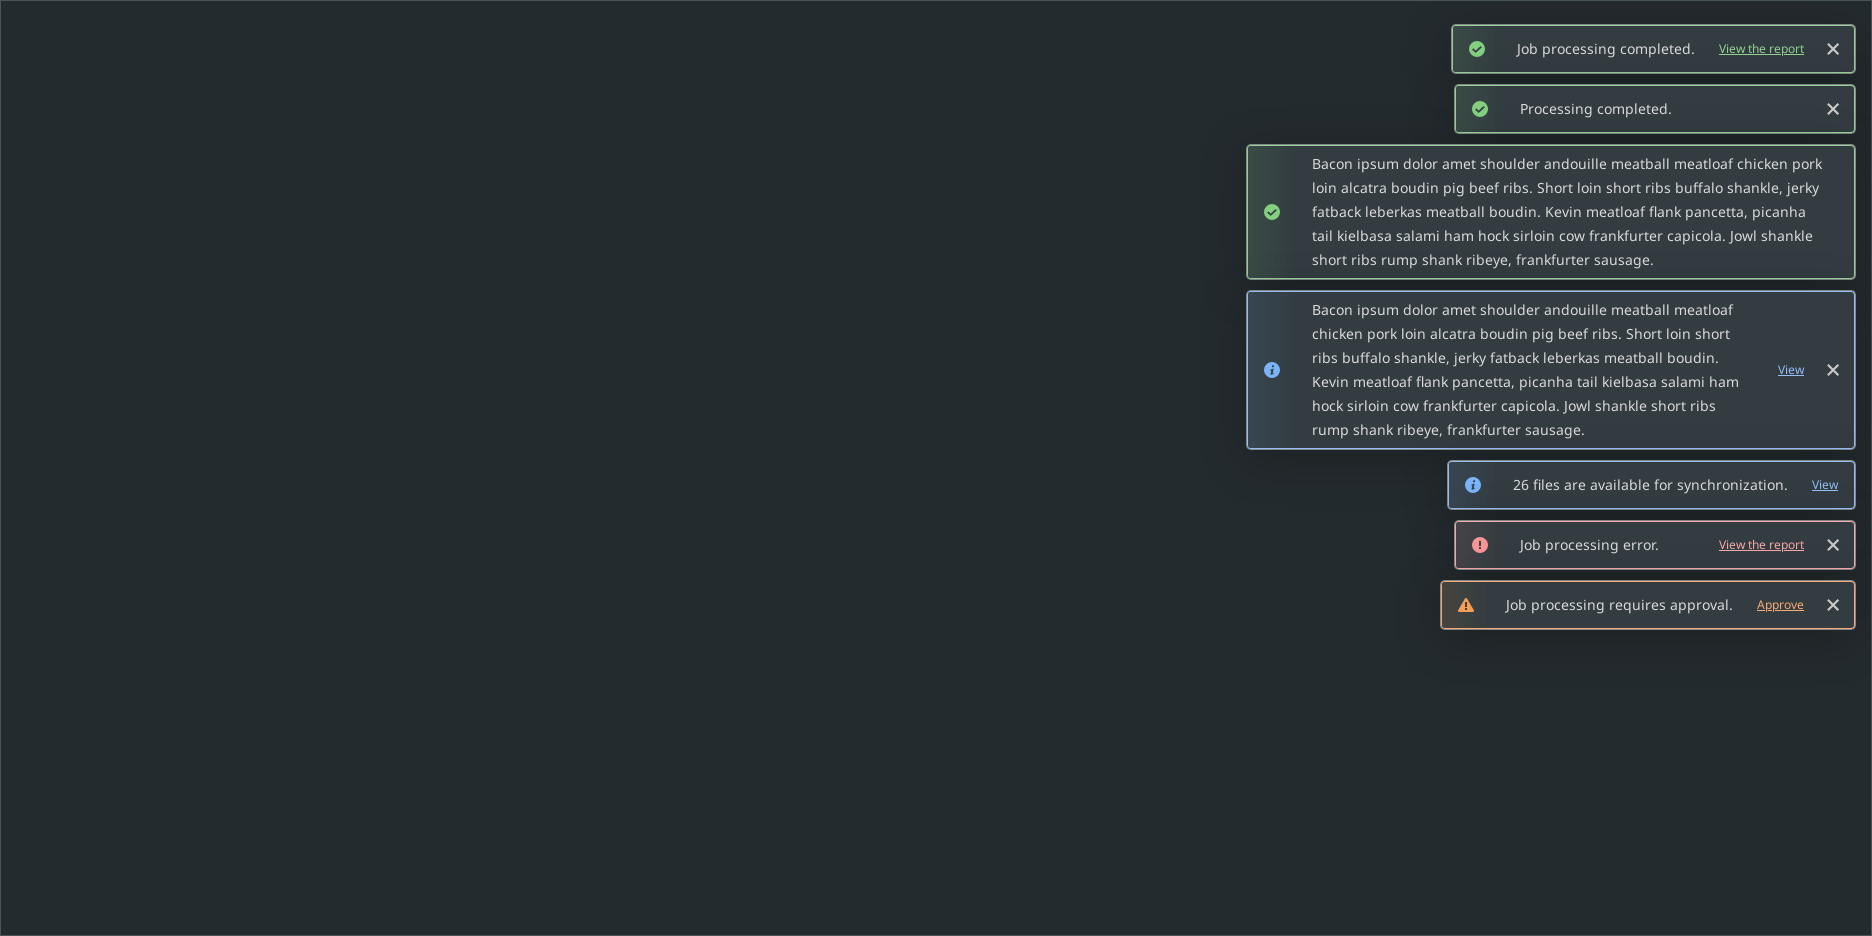 Job processing completed. View the report
Processing completed.
Bacon ipsum dolor amet shoulder andouille meatball meatloaf chicken pork
loin alcatra boudin pig beef ribs. Short loin short ribs buffalo shankle, jerky
fatback leberkas meatball boudin. Kevin meatloaf flank pancetta, picanha
tail kielbasa salami ham hock sirloin cow frankfurter capicola. Jowl shankle
short ribs rump shank ribeye, frankfurter sausage.
Bacon ipsum dolor amet shoulder andouille meatball meatloaf
chicken pork loin alcatra boudin pig beef ribs. Short loin short
ribs buffalo shankle, jerky fatback leberkas meatball boudin.
Kevin meatloaf flank pancetta, picanha tail kielbasa salami ham
hock sirloin cow frankfurter capicola. Jowl shankle short ribs
rump shank ribeye, frankfurter sausage.
View
26 files are available for synchronization. View
Job processing error. View the report
Job processing requires approval. Approve